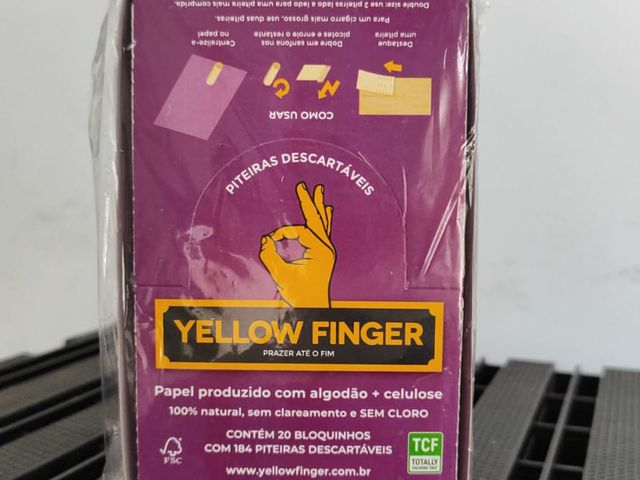 Double size: use 2 piteiras lado a lado para uma piteira mais comprida.
Para um cigarro mais grosso, use duas piteiras.
Destaque uma piteira
Dobre em sanfona nos picotes e enrole o restante
Centralize-a no papel
COMO USAR
PITEIRAS DESCARTÁVEIS
YELLOW FINGER
PRAZER ATÉ O FIM
Papel produzido com algodão + celulose
100% natural, sem clareamento e SEM CLORO
CONTÉM 20 BLOQUINHOS
COM 184 PITEIRAS DESCARTÁVEIS
FSC
TCF
TOTALLY
CHLORINE FREE
www.yellowfinger.com.br